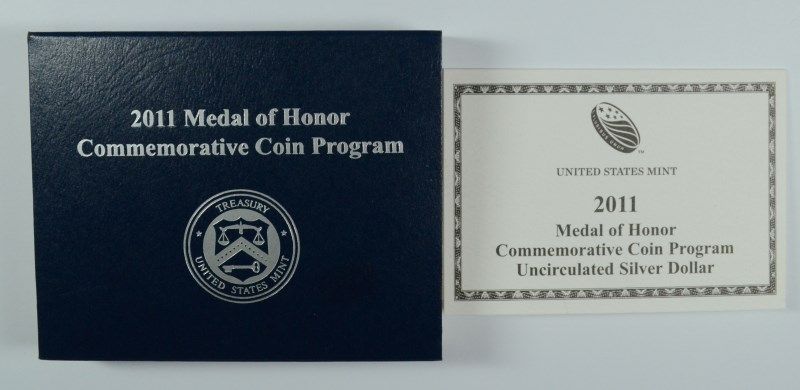 2011 Medal of Honor
Commemorative Coin Program
TREASURY
UNITED STATES MINT
UNITED STATES MINT
2011
Medal of Honor
Commemorative Coin Program
Uncirculated Silver Dollar